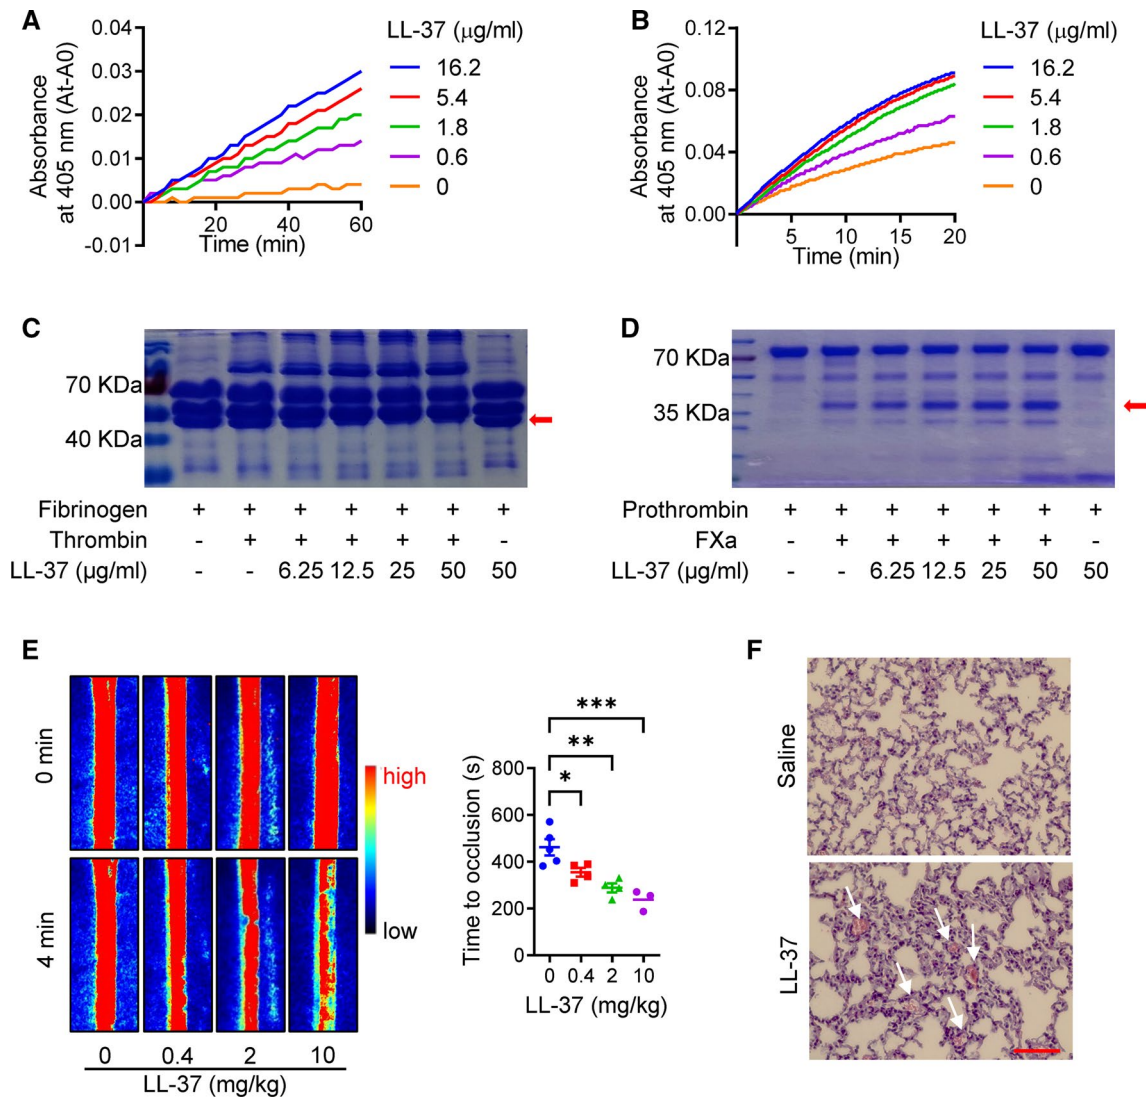 A
Absorbance
at 405 nm (At-A0)
0.04
0.03
0.02
0.01
0.00
-0.01
20
40
60
Time (min)
LL-37 (μg/ml)
16.2
5.4
1.8
0.6
0
B
Absorbance
at 405 nm (At-A0)
0.12
0.08
0.04
0.00
5
10
15
20
Time (min)
LL-37 (μg/ml)
16.2
5.4
1.8
0.6
0
C
70 KDa
40 KDa
Fibrinogen + + + + + + +
Thrombin - + + + + + -
LL-37 (μg/ml) - - 6.25 12.5 25 50 50
D
70 KDa
35 KDa
Prothrombin + + + + + + +
FXa - + + + + + -
LL-37 (μg/ml) - - 6.25 12.5 25 50 50
E
0 min
4 min
high
low
0 0.4 2 10
LL-37 (mg/kg)
Time to occlusion (s)
800
600
400
200
0
***
**
*
0 0.4 2 10
LL-37 (mg/kg)
F
Saline
LL-37